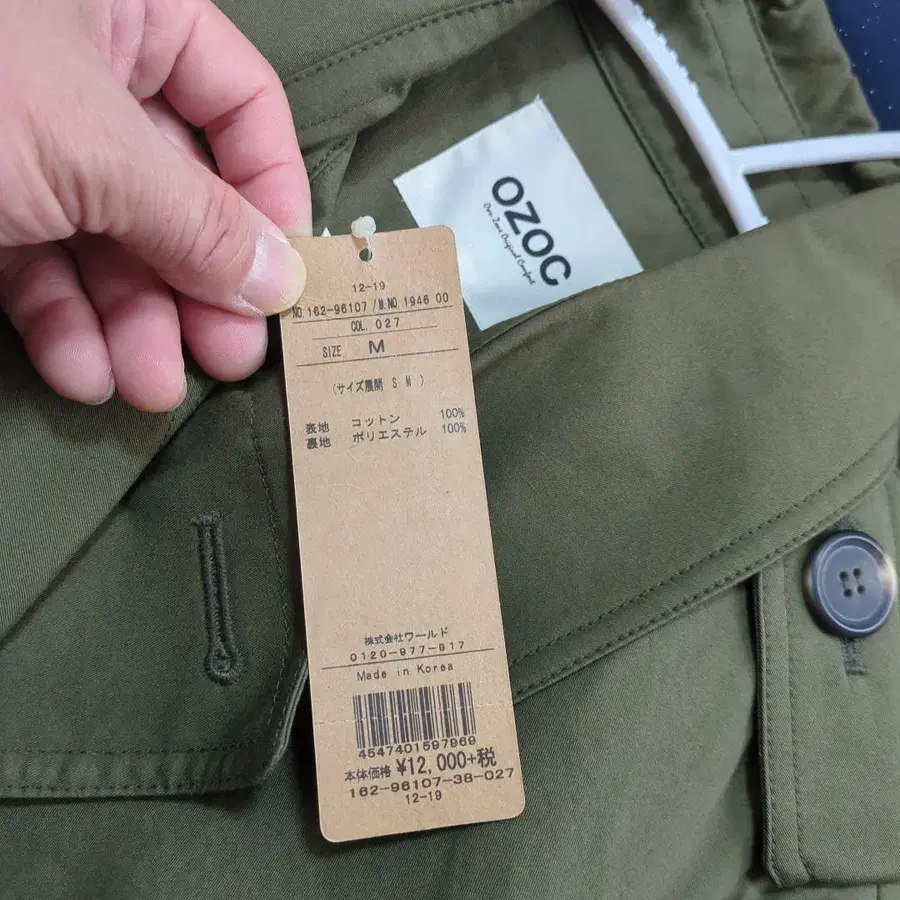 OZOC
Own Zone Original Comfort
12-19
NO.162-96107/M.NO.1946 00
COL. 027
SIZE M
(サイズ展開 S M )
表地 コットン 100%
裏地 ポリエステル 100%
株式会社ワールド
0120-977-917
Made in Korea
4547401597969
本体価格 ¥12,000+税
162-96107-38-027
12-19